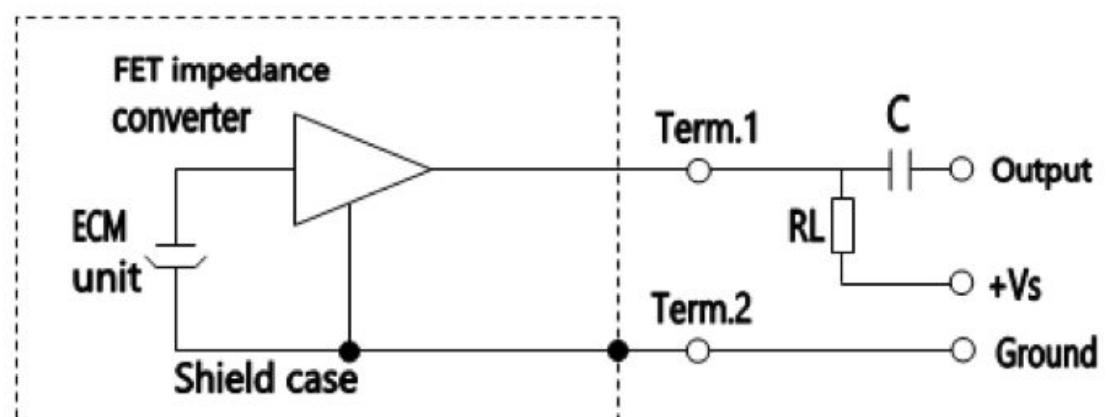 FET impedance
converter
Term.1
C
Output
ECM
unit
RL
+Vs
Term.2
Shield case
Ground